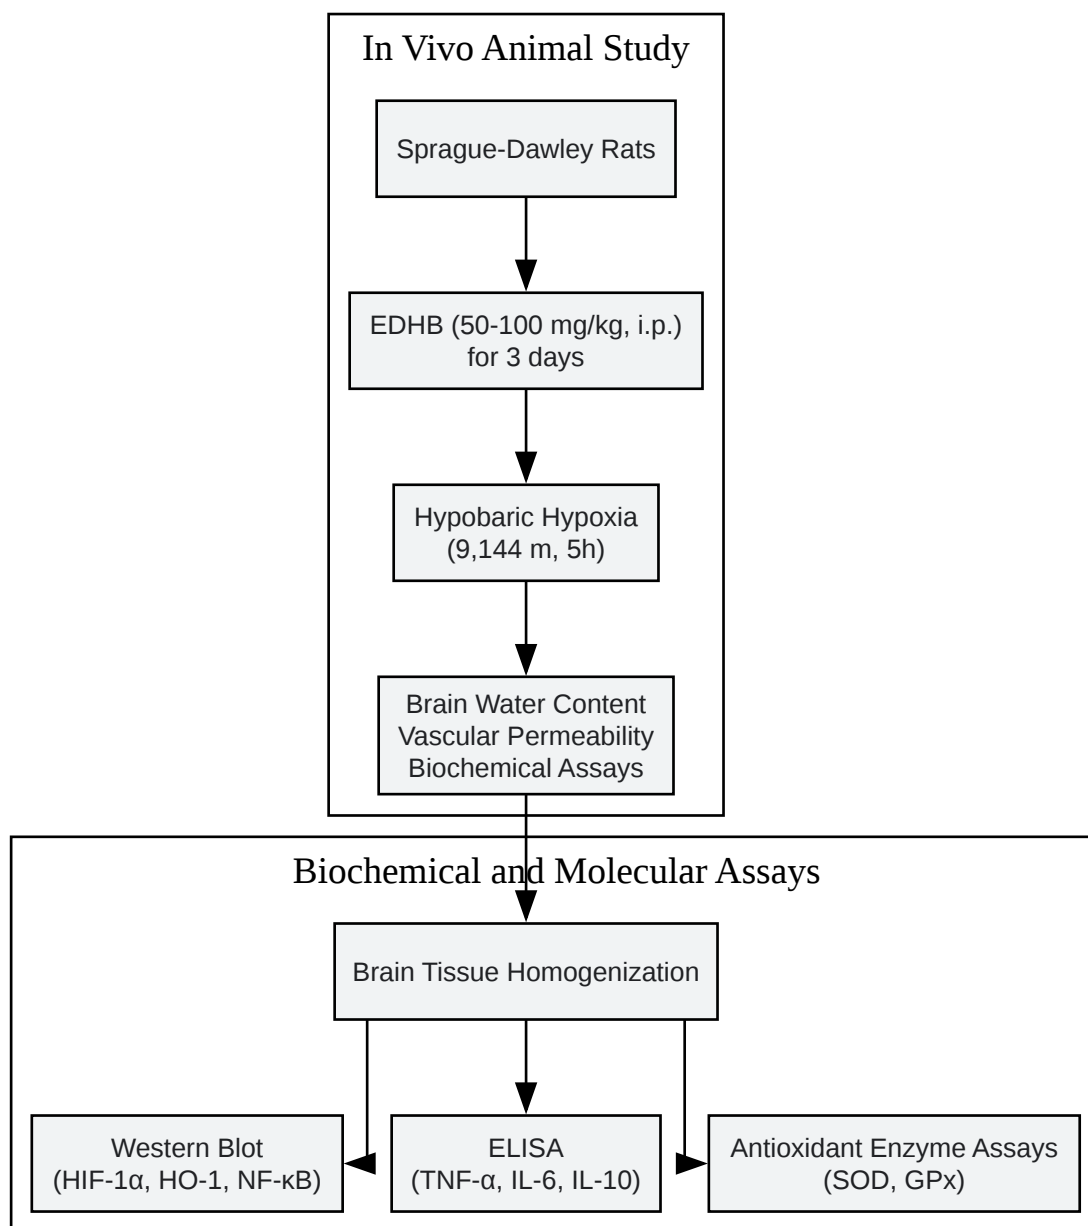 In Vivo Animal Study
Sprague-Dawley Rats
EDHB (50-100 mg/kg, i.p.)
for 3 days
Hypobaric Hypoxia
(9,144 m, 5h)
Brain Water Content
Vascular Permeability
Biochemical Assays
Biochemical and Molecular Assays
Brain Tissue Homogenization
Western Blot
(HIF-1α, HO-1, NF-κB)
ELISA
(TNF-α, IL-6, IL-10)
Antioxidant Enzyme Assays
(SOD, GPx)